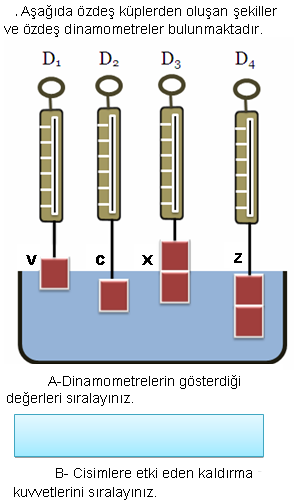 . Aşağıda özdeş küplerden oluşan şekiller
ve özdeş dinamometreler bulunmaktadır.
D₁ D₂ D₃ D₄
v c x z
A-Dinamometrelerin gösterdiği
değerleri sıralayınız.
B- Cisimlere etki eden kaldırma
kuvvetlerini sıralayınız.